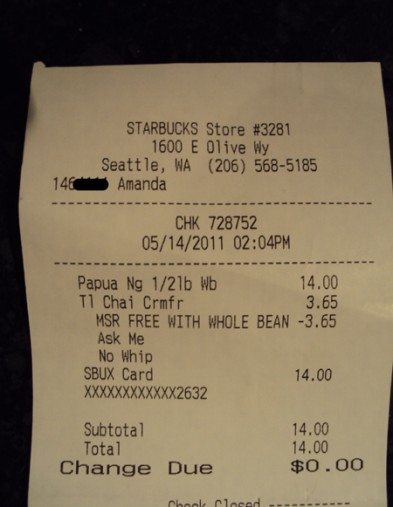 STARBUCKS Store #3281
1600 E Olive Wy
Seattle, WA (206) 568-5185
146 Amanda
CHK 728752
05/14/2011 02:04PM
Papua Ng 1/2lb Wb 14.00
Tl Chai Crmfr 3.65
MSR FREE WITH WHOLE BEAN -3.65
Ask Me
No Whip
SBUX Card 14.00
XXXXXXXXXXXX2632
Subtotal 14.00
Total 14.00
Change Due $0.00
Check Closed